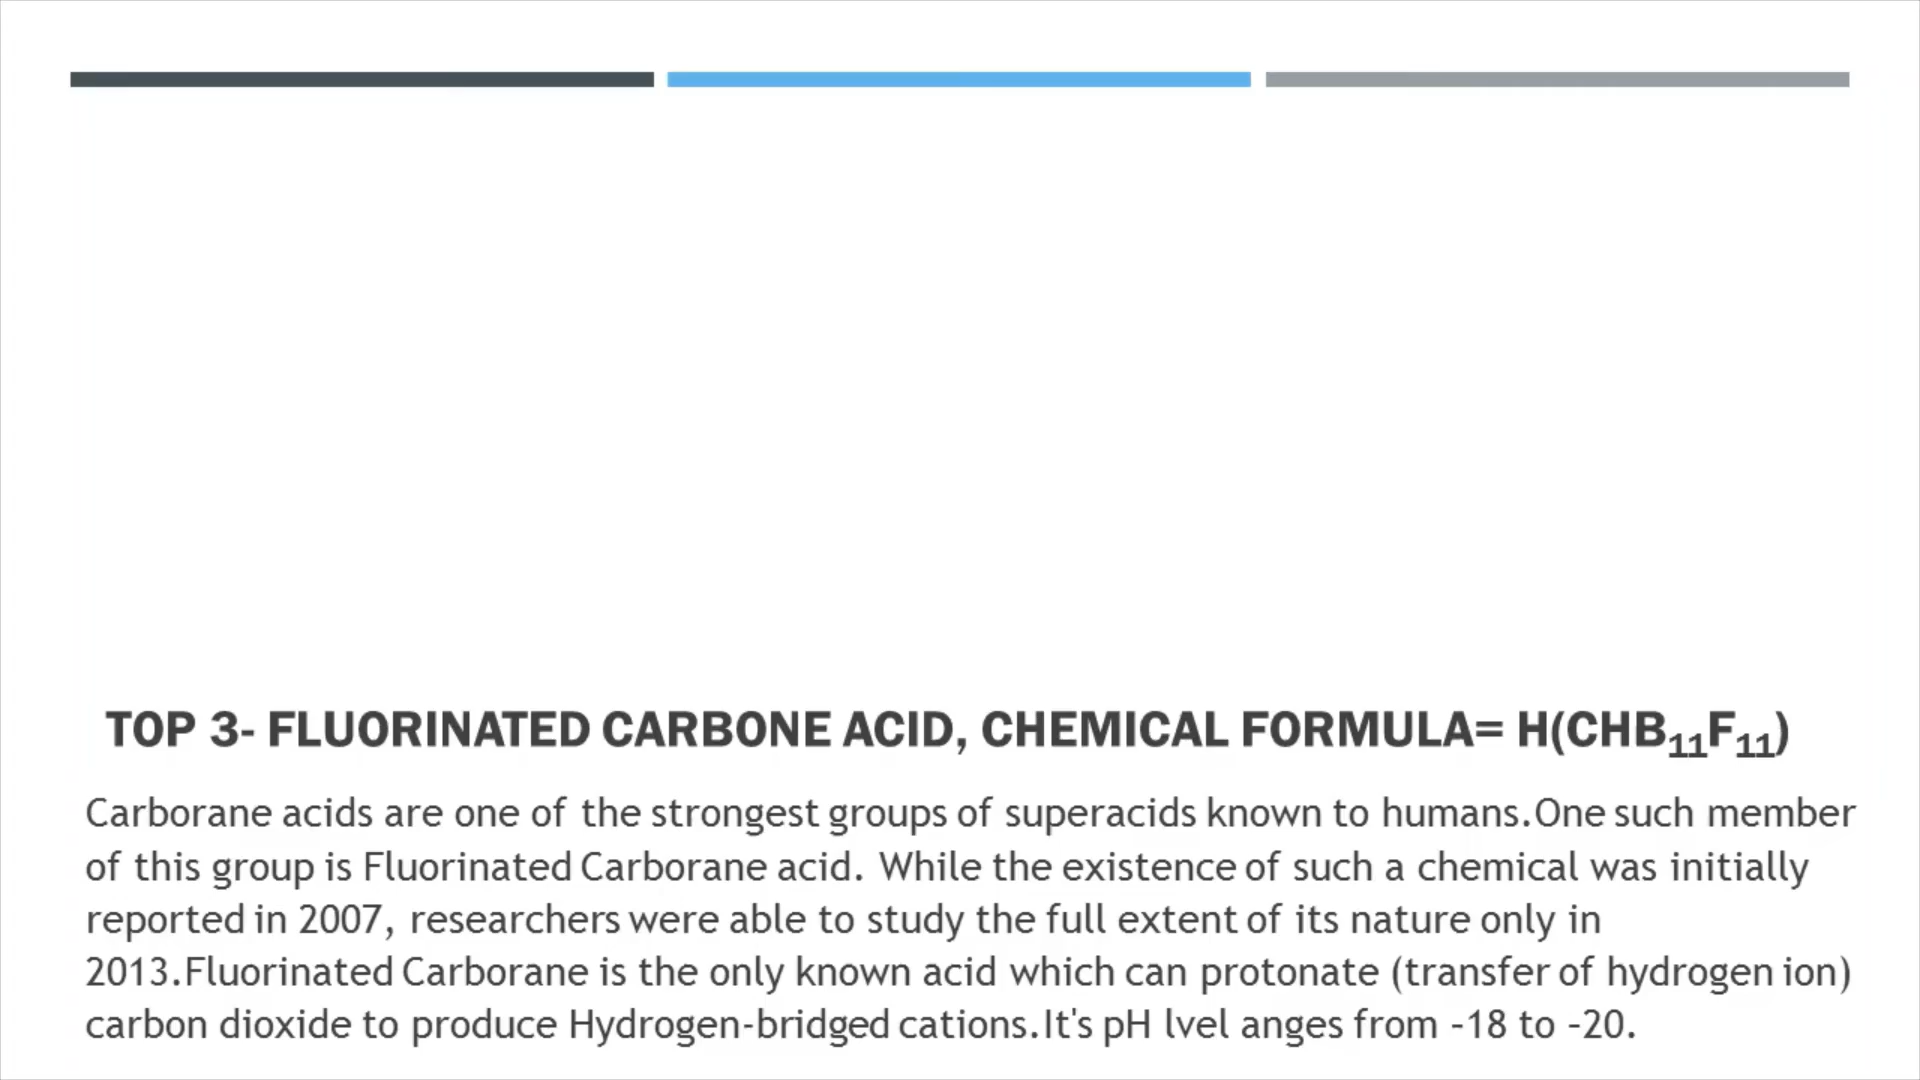 TOP 3- FLUORINATED CARBONE ACID, CHEMICAL FORMULA= H(CHB₁₁F₁₁)
Carborane acids are one of the strongest groups of superacids known to humans.One such member
of this group is Fluorinated Carborane acid. While the existence of such a chemical was initially
reported in 2007, researchers were able to study the full extent of its nature only in
2013.Fluorinated Carborane is the only known acid which can protonate (transfer of hydrogen ion)
carbon dioxide to produce Hydrogen-bridged cations.It's pH lvel anges from -18 to -20.